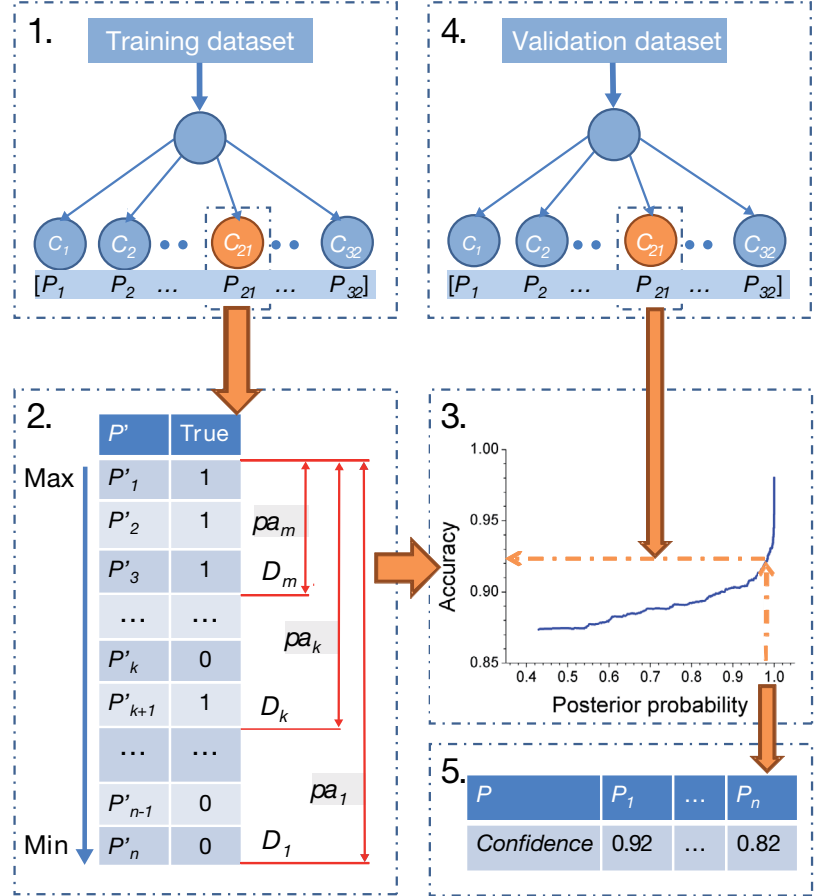 1.
Training dataset
C1 C2 C21 C32
[P1 P2 ... P21 ... P32]
4.
Validation dataset
C1 C2 C21 C32
[P1 P2 ... P21 ... P32]
2.
P' True
Max P'1 1
P'2 1
pam
P'3 1
Dm
... ...
pak
P'k 0
P'k+1 1
Dk
... ...
pa1
P'n-1 0
Min P'n 0
D1
3.
1.00
0.95
0.90
0.85
Accuracy
0.4 0.5 0.6 0.7 0.8 0.9 1.0
Posterior probability
5.
P P1 ... Pn
Confidence 0.92 ... 0.82